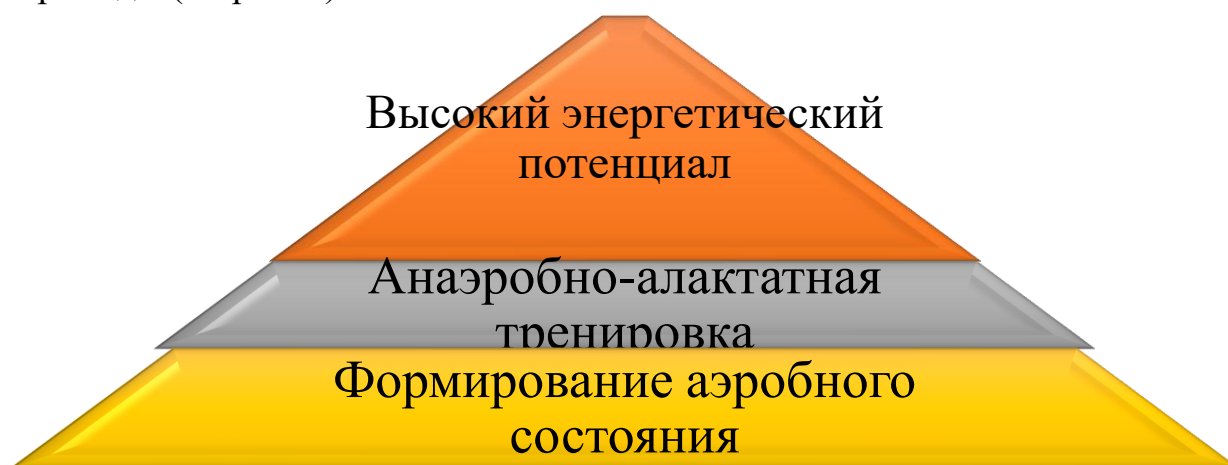 Высокий энергетический
потенциал
Анаэробно-алактатная
тренировка
Формирование аэробного
состояния